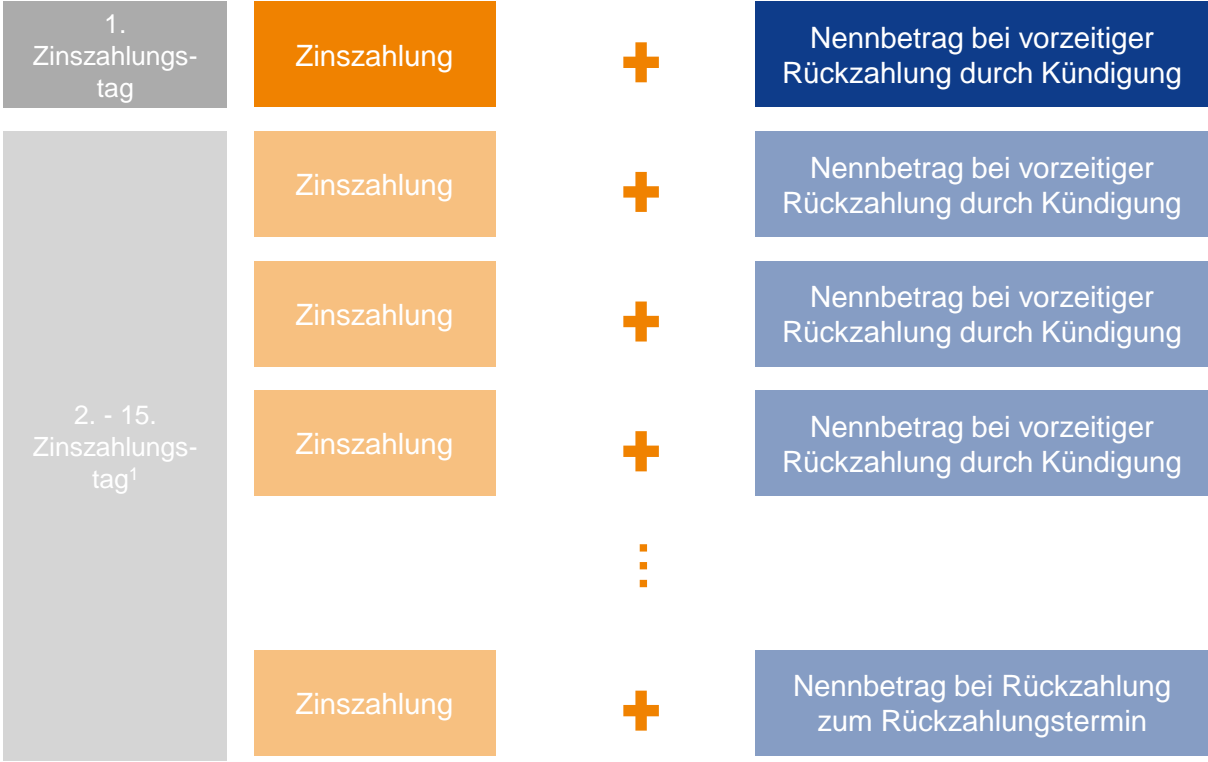 1.
Zinszahlungs-
tag
Zinszahlung
+
Nennbetrag bei vorzeitiger
Rückzahlung durch Kündigung
Zinszahlung
+
Nennbetrag bei vorzeitiger
Rückzahlung durch Kündigung
Zinszahlung
+
Nennbetrag bei vorzeitiger
Rückzahlung durch Kündigung
2. - 15.
Zinszahlungs-
tag¹
Zinszahlung
+
Nennbetrag bei vorzeitiger
Rückzahlung durch Kündigung
⋮
Zinszahlung
+
Nennbetrag bei Rückzahlung
zum Rückzahlungstermin